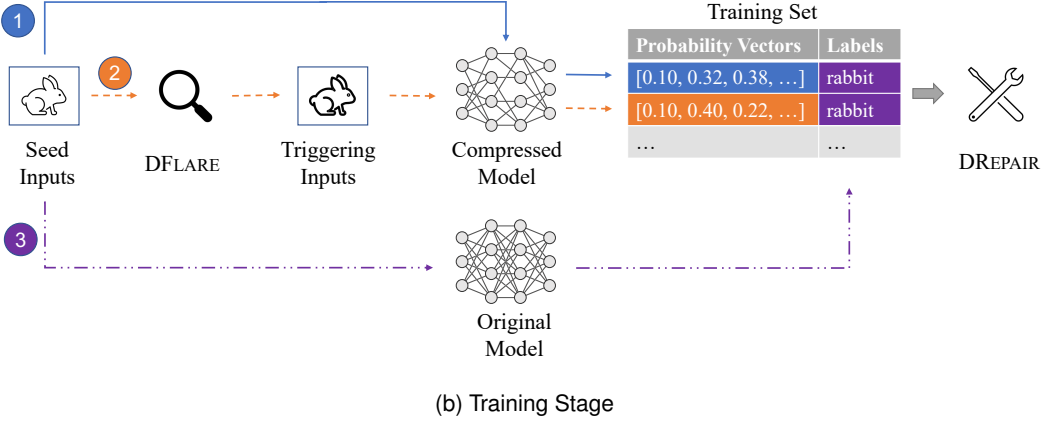 1
Training Set
Probability Vectors Labels
2
[0.10, 0.32, 0.38, …] rabbit
[0.10, 0.40, 0.22, …] rabbit
… …
Seed
Inputs
DFLARE
Triggering
Inputs
Compressed
Model
DREPAIR
3
Original
Model
(b) Training Stage